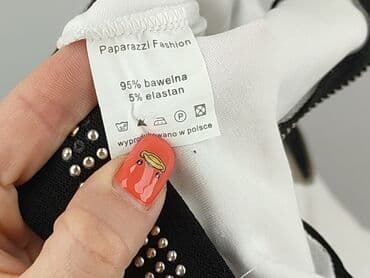 Paparazzi Fashion
95% bawełna
5% elastan
wyprodukowano w polsce